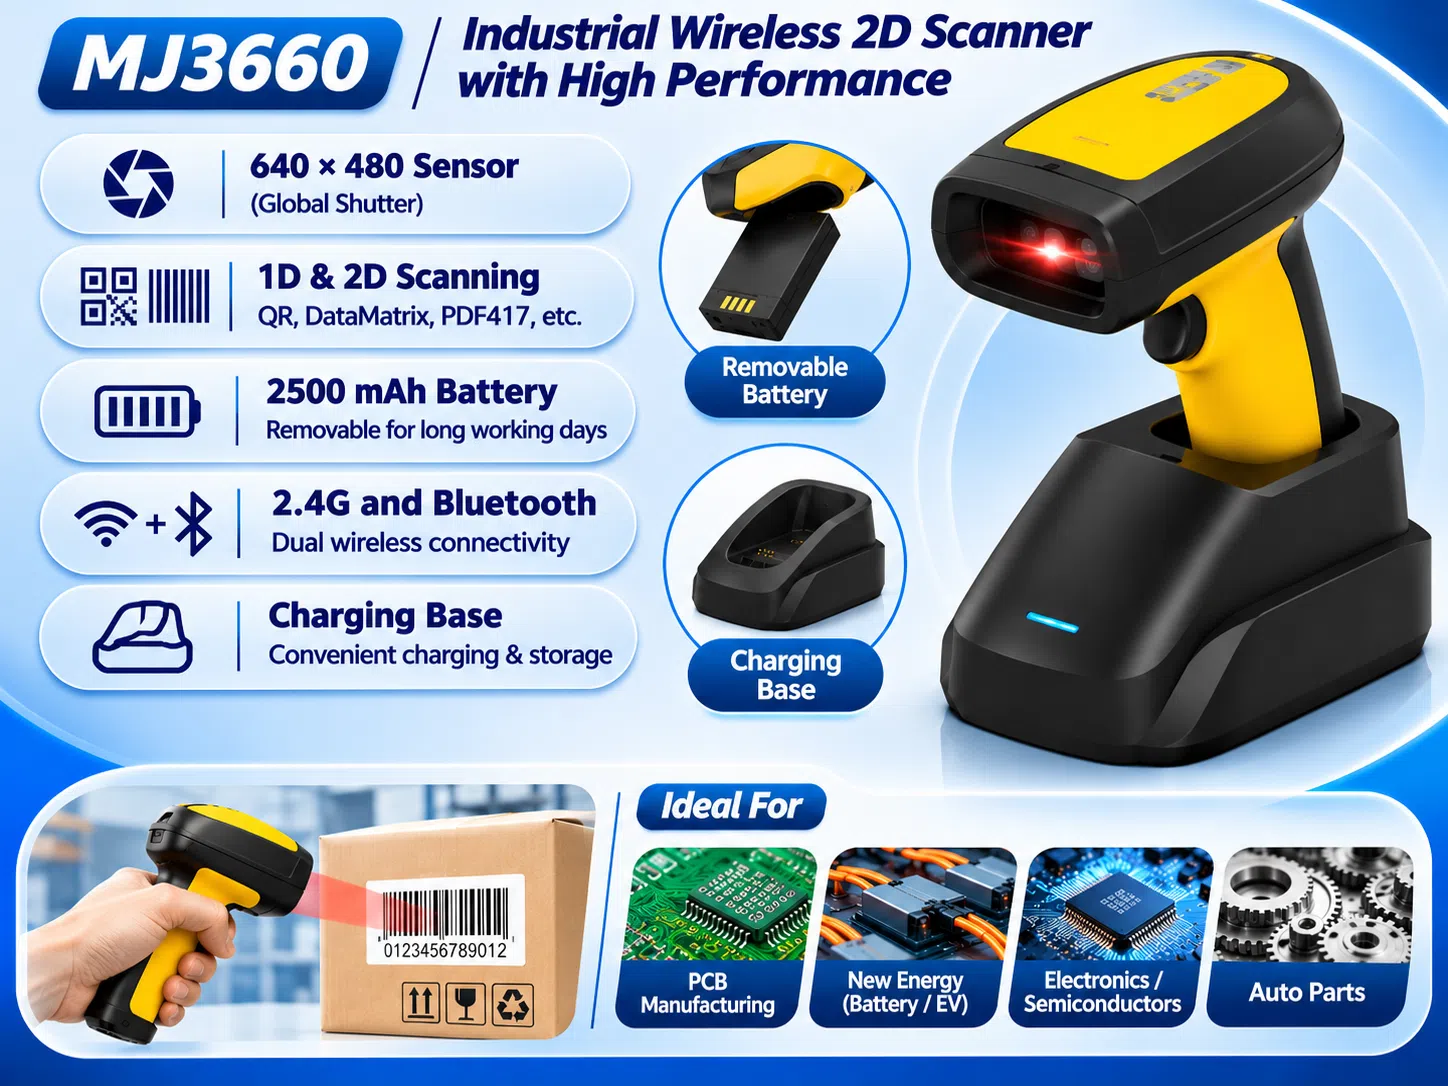 MJ3660
Industrial Wireless 2D Scanner
with High Performance
640 × 480 Sensor
(Global Shutter)
1D & 2D Scanning
QR, DataMatrix, PDF417, etc.
2500 mAh Battery
Removable for long working days
2.4G and Bluetooth
Dual wireless connectivity
Charging Base
Convenient charging & storage
Removable
Battery
Charging
Base
0123456789012
Ideal For
PCB
Manufacturing
New Energy
(Battery / EV)
Electronics /
Semiconductors
Auto Parts